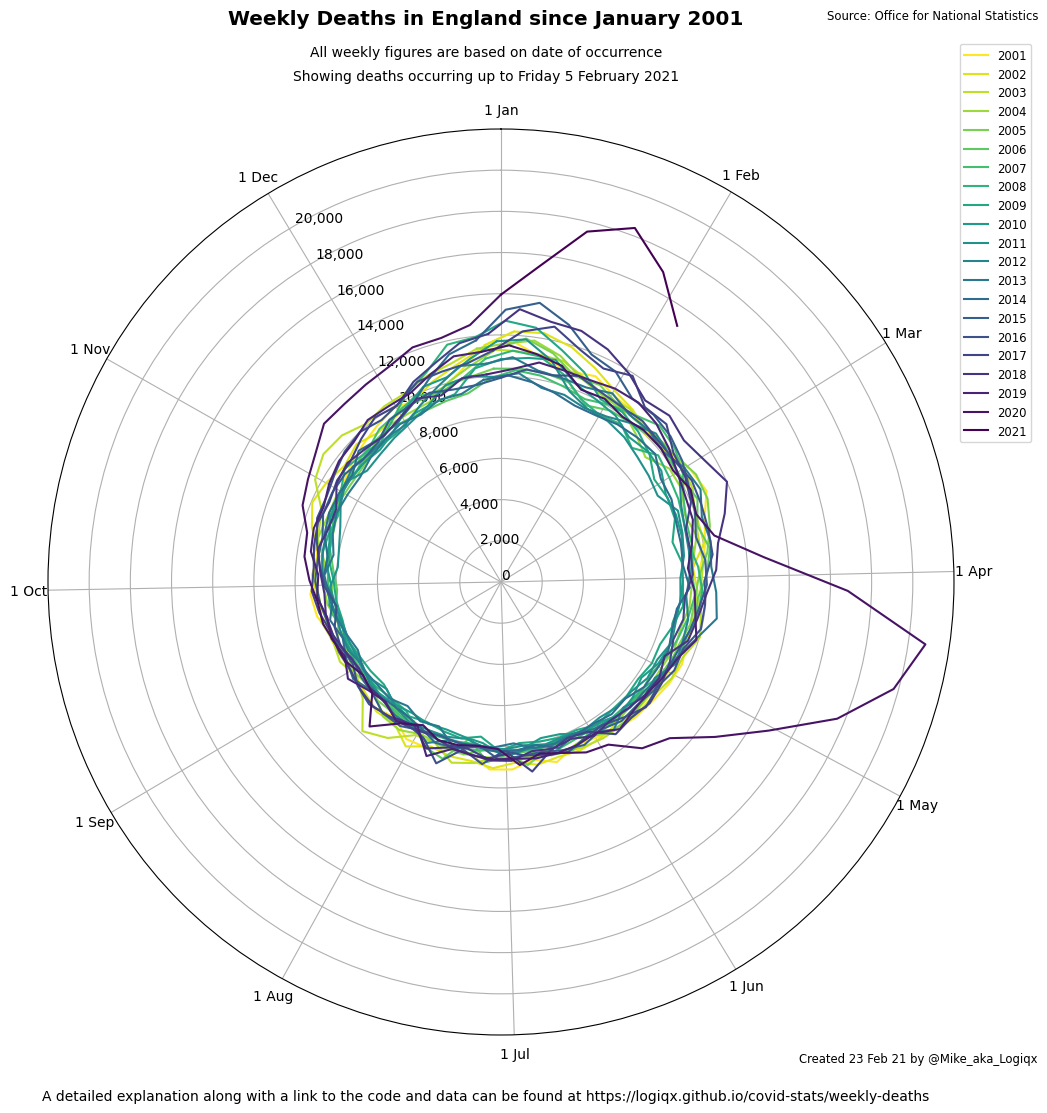 Weekly Deaths in England since January 2001
Source: Office for National Statistics
All weekly figures are based on date of occurrence
Showing deaths occurring up to Friday 5 February 2021
2001
2002
2003
2004
2005
2006
2007
2008
2009
2010
2011
2012
2013
2014
2015
2016
2017
2018
2019
2020
2021
1 Jan
1 Feb
1 Mar
1 Apr
1 May
1 Jun
1 Jul
1 Aug
1 Sep
1 Oct
1 Nov
1 Dec
20,000
18,000
16,000
14,000
12,000
10,000
8,000
6,000
4,000
2,000
0
Created 23 Feb 21 by @Mike_aka_Logiqx
A detailed explanation along with a link to the code and data can be found at https://logiqx.github.io/covid-stats/weekly-deaths